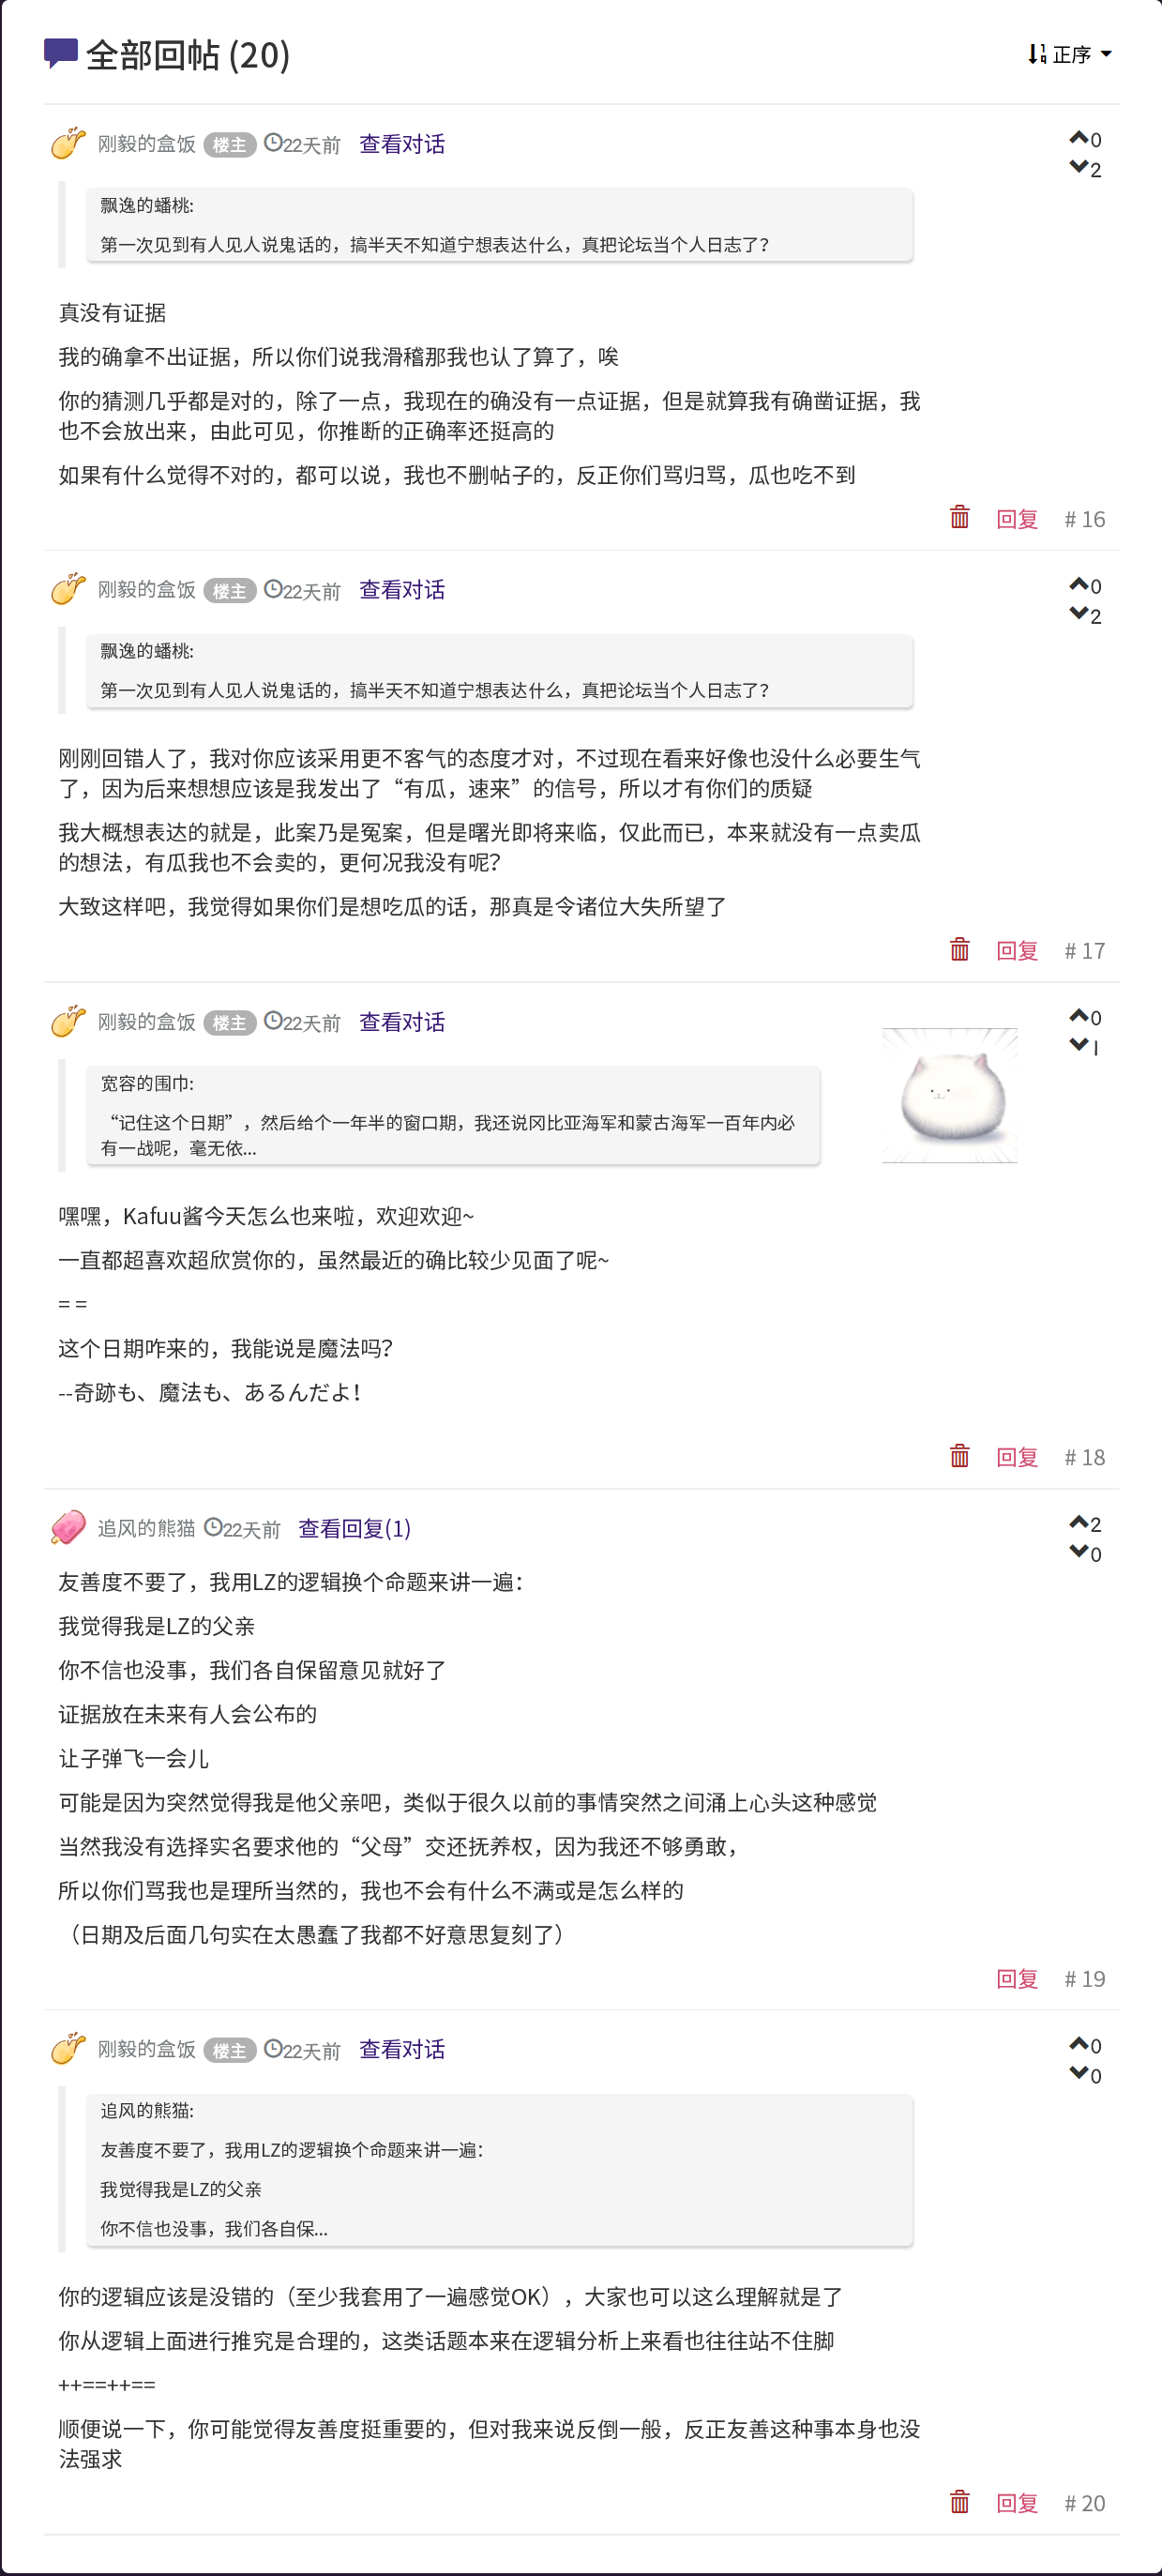 全部回帖 (20)
正序
刚毅的盒饭 楼主 22天前 查看对话
0
2
飘逸的蟠桃:
第一次见到有人见人说鬼话的，搞半天不知道宁想表达什么，真把论坛当个人日志了？
真没有证据
我的确拿不出证据，所以你们说我滑稽那我也认了算了，唉
你的猜测几乎都是对的，除了一点，我现在的确没有一点证据，但是就算我有确凿证据，我
也不会放出来，由此可见，你推断的正确率还挺高的
如果有什么觉得不对的，都可以说，我也不删帖子的，反正你们骂归骂，瓜也吃不到
回复 # 16
刚毅的盒饭 楼主 22天前 查看对话
0
2
飘逸的蟠桃:
第一次见到有人见人说鬼话的，搞半天不知道宁想表达什么，真把论坛当个人日志了？
刚刚回错人了，我对你应该采用更不客气的态度才对，不过现在看来好像也没什么必要生气
了，因为后来想想应该是我发出了“有瓜，速来”的信号，所以才有你们的质疑
我大概想表达的就是，此案乃是冤案，但是曙光即将来临，仅此而已，本来就没有一点卖瓜
的想法，有瓜我也不会卖的，更何况我没有呢？
大致这样吧，我觉得如果你们是想吃瓜的话，那真是令诸位大失所望了
回复 # 17
刚毅的盒饭 楼主 22天前 查看对话
0
1
宽容的围巾:
“记住这个日期”，然后给个一年半的窗口期，我还说冈比亚海军和蒙古海军一百年内必
有一战呢，毫无依...
嘿嘿，Kafuu酱今天怎么也来啦，欢迎欢迎~
一直都超喜欢超欣赏你的，虽然最近的确比较少见面了呢~
= =
这个日期咋来的，我能说是魔法吗？
--奇跡も、魔法も、あるんだよ！
回复 # 18
追风的熊猫 22天前 查看回复(1)
2
0
友善度不要了，我用LZ的逻辑换个命题来讲一遍：
我觉得我是LZ的父亲
你不信也没事，我们各自保留意见就好了
证据放在未来有人会公布的
让子弹飞一会儿
可能是因为突然觉得我是他父亲吧，类似于很久以前的事情突然之间涌上心头这种感觉
当然我没有选择实名要求他的“父母”交还抚养权，因为我还不够勇敢，
所以你们骂我也是理所当然的，我也不会有什么不满或是怎么样的
（日期及后面几句实在太愚蠢了我都不好意思复刻了）
回复 # 19
刚毅的盒饭 楼主 22天前 查看对话
0
0
追风的熊猫:
友善度不要了，我用LZ的逻辑换个命题来讲一遍：
我觉得我是LZ的父亲
你不信也没事，我们各自保...
你的逻辑应该是没错的（至少我套用了一遍感觉OK），大家也可以这么理解就是了
你从逻辑上面进行推究是合理的，这类话题本来在逻辑分析上来看也往往站不住脚
++==++==
顺便说一下，你可能觉得友善度挺重要的，但对我来说反倒一般，反正友善这种事本身也没
法强求
回复 # 20